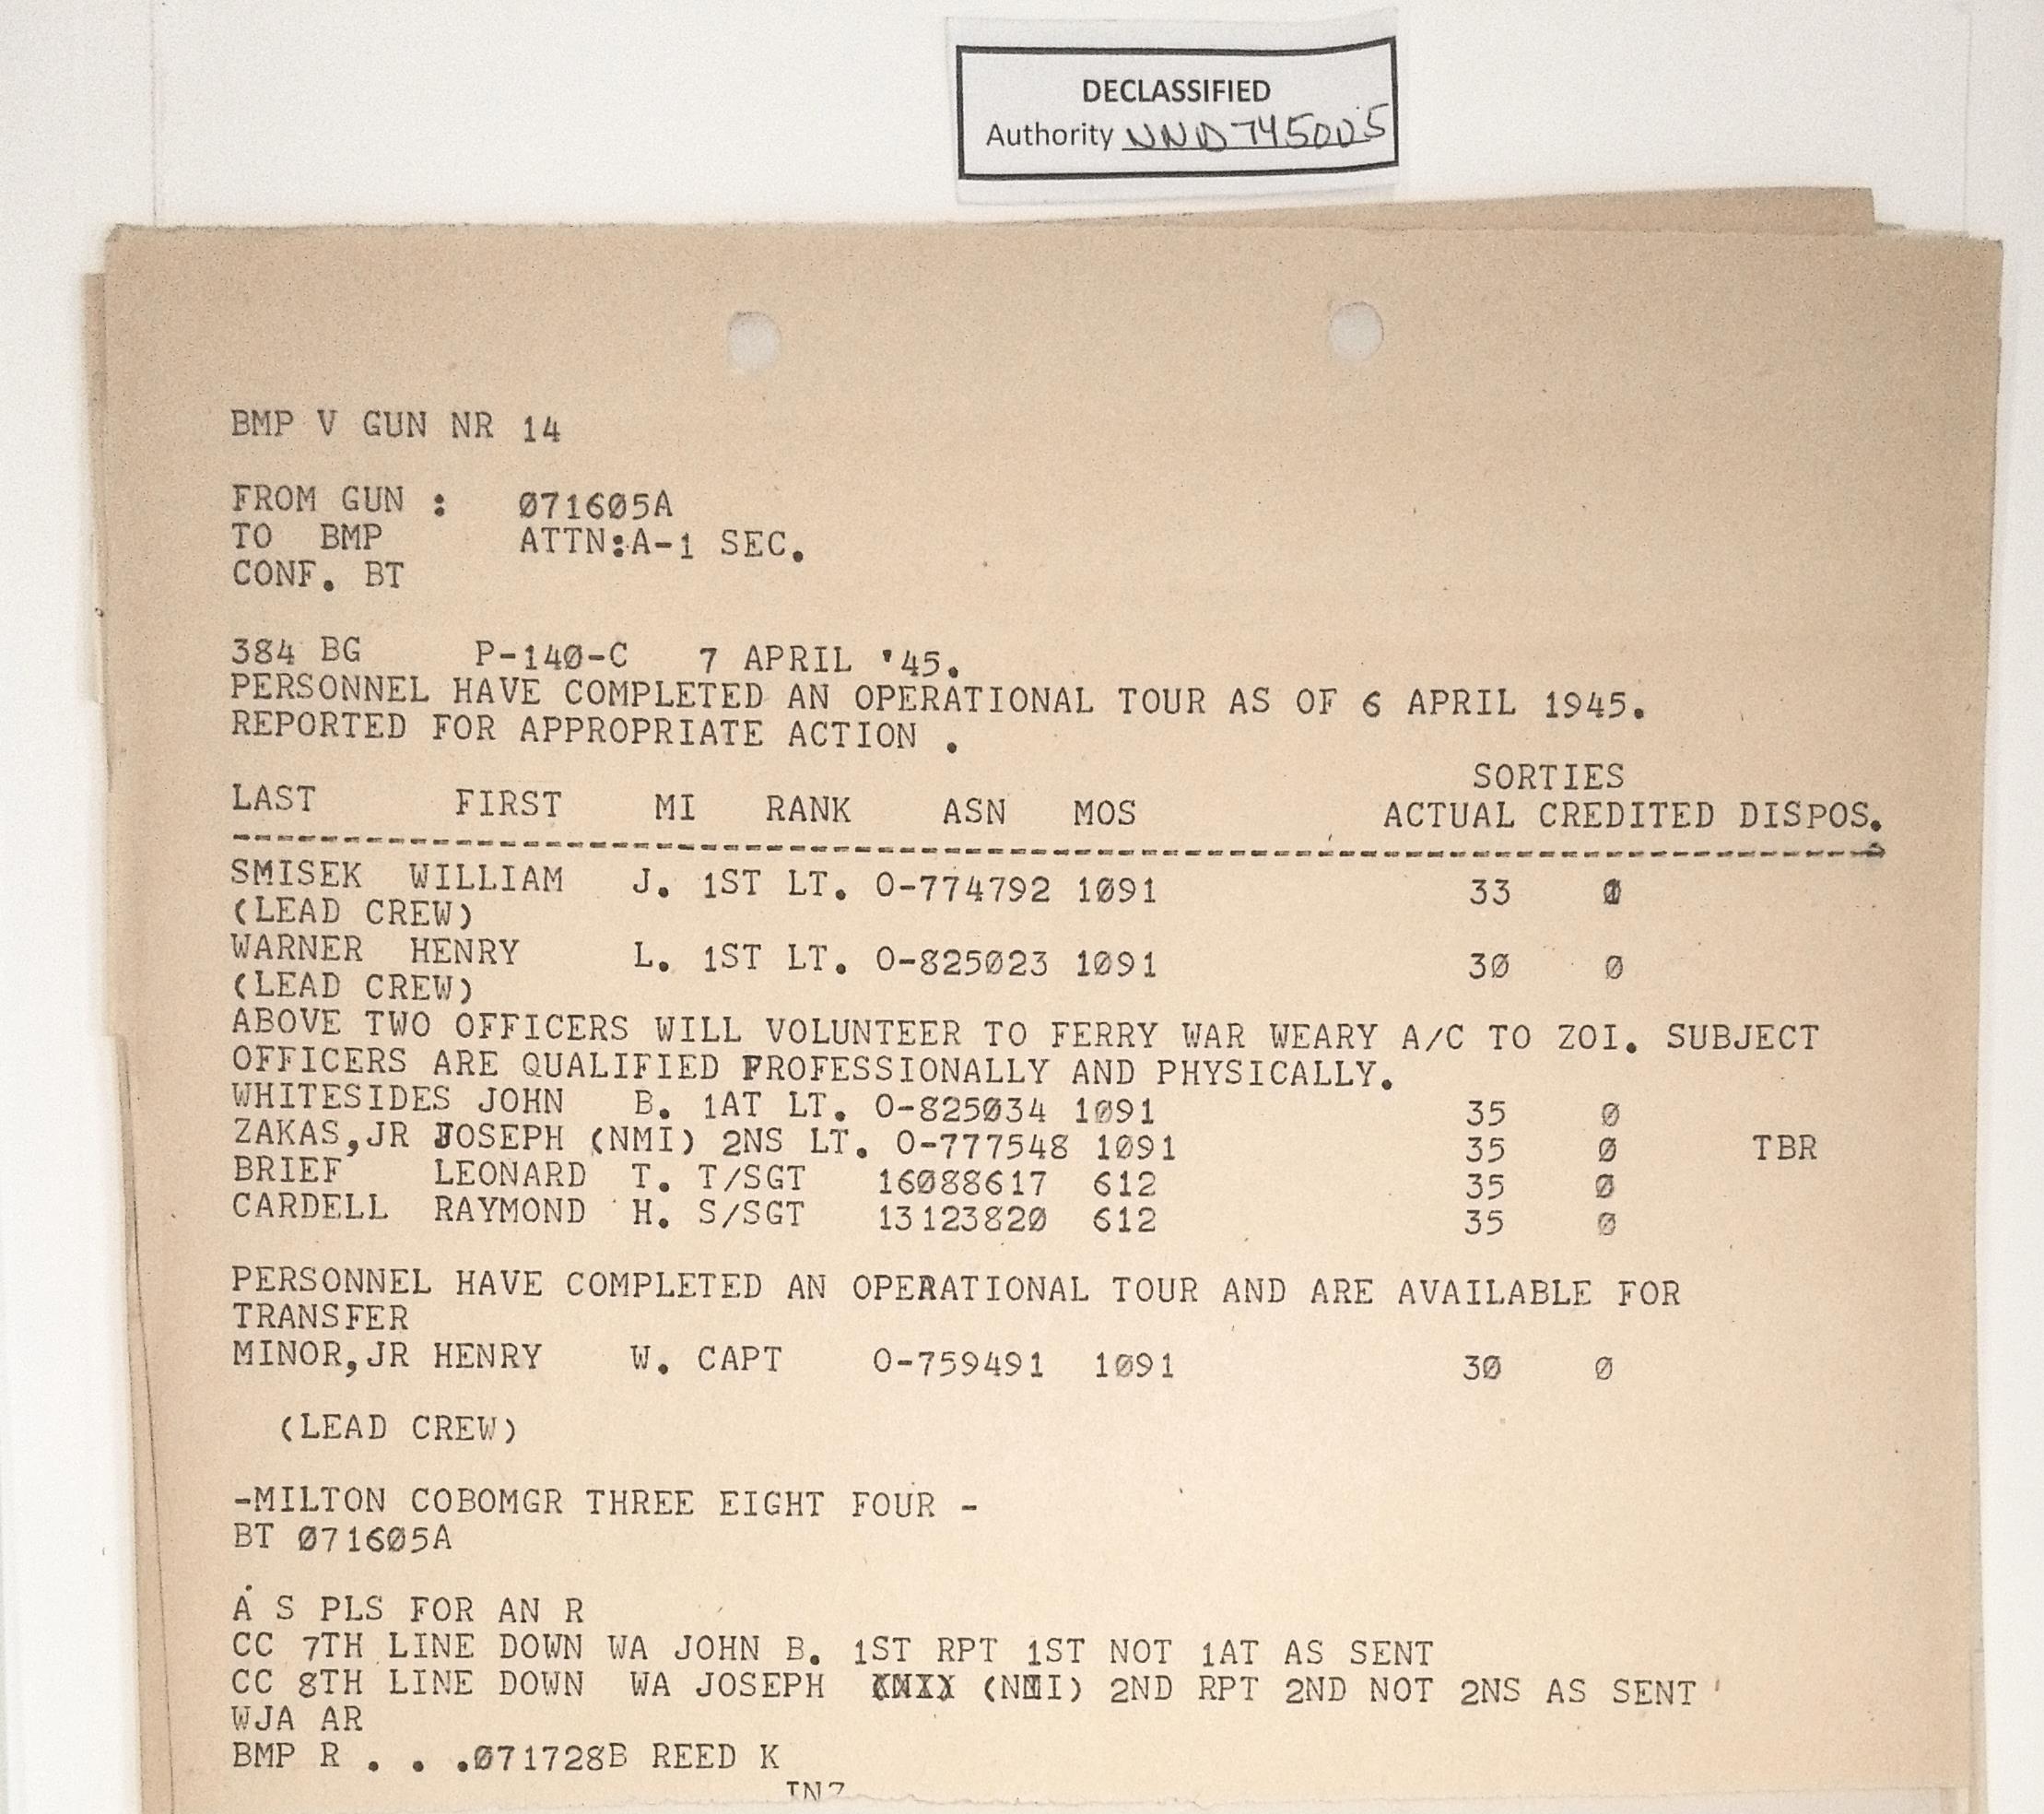 DECLASSIFIED
Authority NND745005
BMP V GUN NR 14
FROM GUN :   Ø716Ø5A
TO  BMP      ATTN:A-1 SEC.
CONF. BT
384 BG     P-14Ø-C   7 APRIL '45.
PERSONNEL HAVE COMPLETED AN OPERATIONAL TOUR AS OF 6 APRIL 1945.
REPORTED FOR APPROPRIATE ACTION .
SORTIES
LAST      FIRST    MI   RANK    ASN   MOS           ACTUAL CREDITED DISPOS.
SMISEK  WILLIAM   J. 1ST LT. O-774792 1Ø91              33    Ø
(LEAD CREW)
WARNER  HENRY     L. 1ST LT. O-825Ø23 1Ø91              3Ø    Ø
(LEAD CREW)
ABOVE TWO OFFICERS WILL VOLUNTEER TO FERRY WAR WEARY A/C TO ZOI. SUBJECT
OFFICERS ARE QUALIFIED PROFESSIONALLY AND PHYSICALLY.
WHITESIDES JOHN   B. 1AT LT. O-825Ø34 1Ø91              35    Ø
ZAKAS,JR JOSEPH (NMI) 2NS LT. O-777548 1Ø91             35    Ø      TBR
BRIEF    LEONARD  T. T/SGT   16Ø88617  612              35    Ø
CARDELL  RAYMOND  H. S/SGT   1312382Ø  612              35    Ø
PERSONNEL HAVE COMPLETED AN OPERATIONAL TOUR AND ARE AVAILABLE FOR
TRANSFER
MINOR,JR HENRY    W. CAPT    O-759491  1Ø91             3Ø    Ø
(LEAD CREW)
-MILTON COBOMGR THREE EIGHT FOUR -
BT Ø716Ø5A
A S PLS FOR AN R
CC 7TH LINE DOWN WA JOHN B. 1ST RPT 1ST NOT 1AT AS SENT
CC 8TH LINE DOWN  WA JOSEPH  (NMI) 2ND RPT 2ND NOT 2NS AS SENT
WJA AR
BMP R . . .Ø71728B REED K